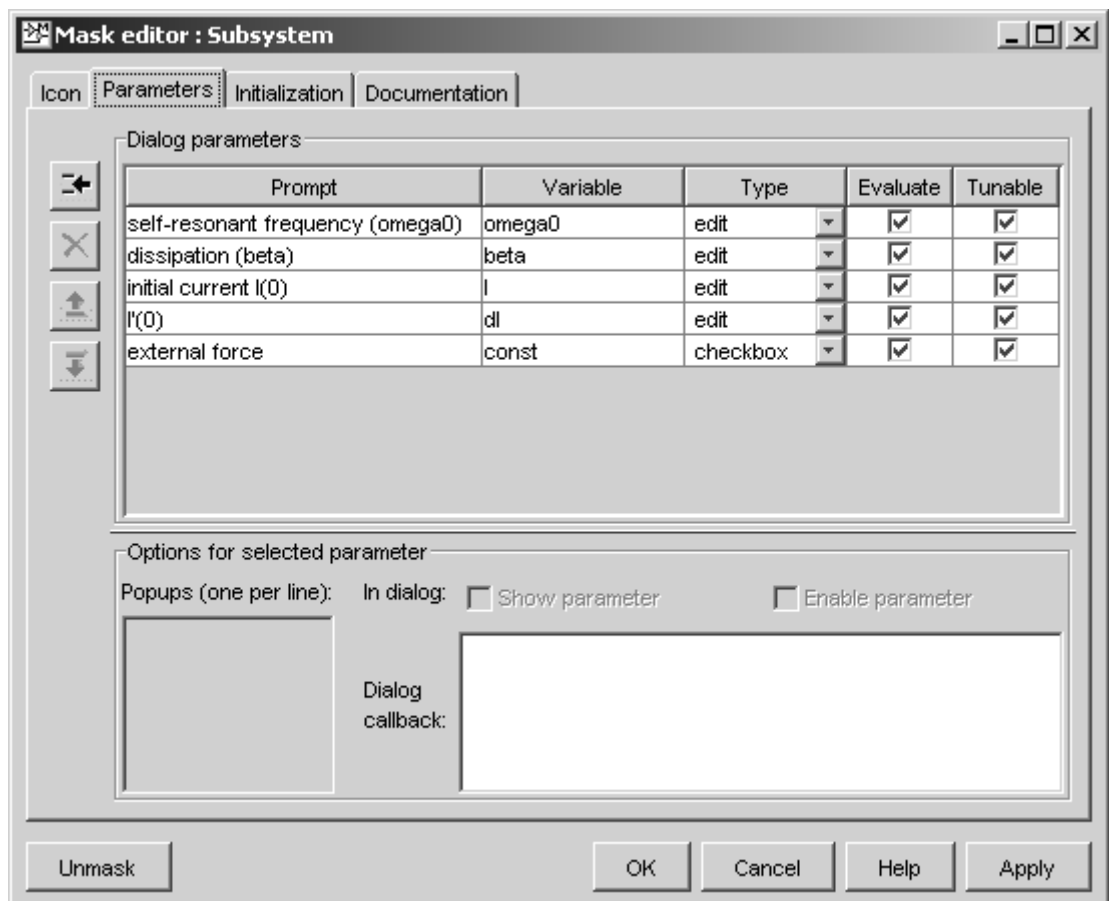 Mask editor : Subsystem
Icon Parameters Initialization Documentation
Dialog parameters
Prompt Variable Type Evaluate Tunable
self-resonant frequency (omega0) omega0 edit
dissipation (beta) beta edit
initial current I(0) I edit
I'(0) dI edit
external force const checkbox
Options for selected parameter
Popups (one per line): In dialog: Show parameter Enable parameter
Dialog
callback:
Unmask OK Cancel Help Apply